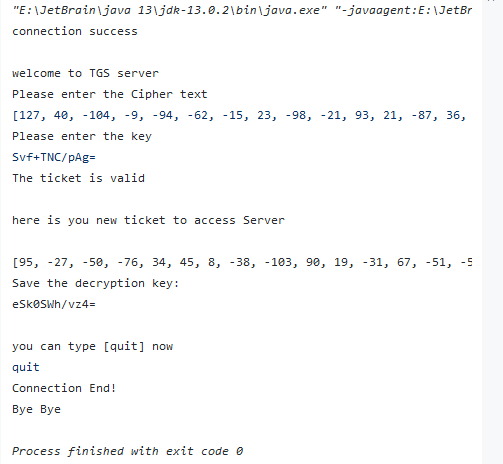 "E:\JetBrain\java 13\jdk-13.0.2\bin\java.exe" "-javaagent:E:\JetBr
connection success
welcome to TGS server
Please enter the Cipher text
[127, 40, -104, -9, -94, -62, -15, 23, -98, -21, 93, 21, -87, 36,
Please enter the key
Svf+TNC/pAg=
The ticket is valid
here is you new ticket to access Server
[95, -27, -50, -76, 34, 45, 8, -38, -103, 90, 19, -31, 67, -51, -5
Save the decryption key:
eSk0SWh/vz4=
you can type [quit] now
quit
Connection End!
Bye Bye
Process finished with exit code 0